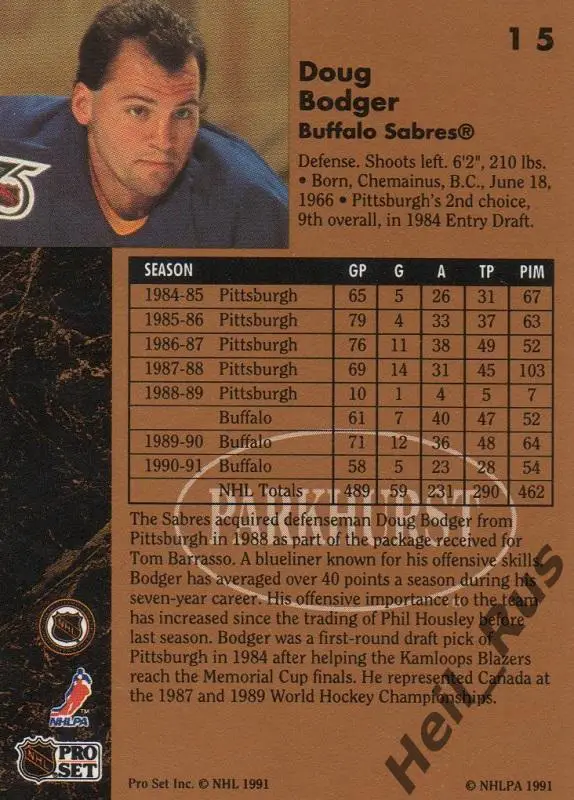 15
Doug
Bodger
Buffalo Sabres®
Defense. Shoots left. 6'2", 210 lbs.
• Born, Chemainus, B.C., June 18,
1966 • Pittsburgh's 2nd choice,
9th overall, in 1984 Entry Draft.
SEASON GP G A TP PIM
1984-85 Pittsburgh 65 5 26 31 67
1985-86 Pittsburgh 79 4 33 37 63
1986-87 Pittsburgh 76 11 38 49 52
1987-88 Pittsburgh 69 14 31 45 103
1988-89 Pittsburgh 10 1 4 5 7
Buffalo 61 7 40 47 52
1989-90 Buffalo 71 12 36 48 64
1990-91 Buffalo 58 5 23 28 54
NHL Totals 489 59 231 290 462
PARKHURST
The Sabres acquired defenseman Doug Bodger from
Pittsburgh in 1988 as part of the package received for
Tom Barrasso. A blueliner known for his offensive skills,
Bodger has averaged over 40 points a season during his
seven-year career. His offensive importance to the team
has increased since the trading of Phil Housley before
last season. Bodger was a first-round draft pick of
Pittsburgh in 1984 after helping the Kamloops Blazers
reach the Memorial Cup finals. He represented Canada at
the 1987 and 1989 World Hockey Championships.
NHL
NHLPA™
NHL PRO
SET
Pro Set Inc. © NHL 1991
© NHLPA 1991
Hell_Rus